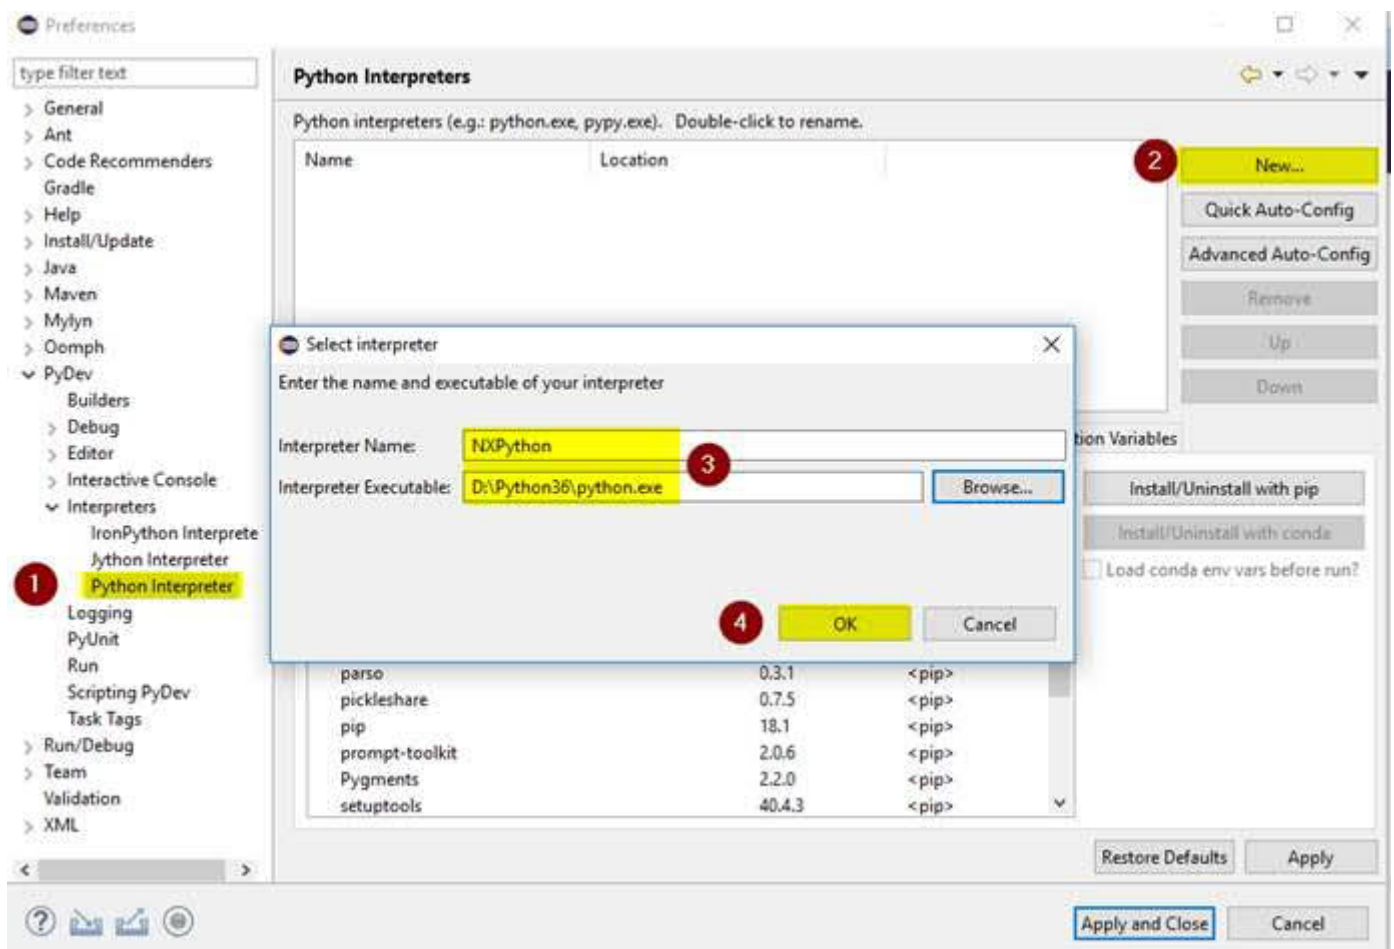 Preferences
type filter text
General
Ant
Code Recommenders
Gradle
Help
Install/Update
Java
Maven
Mylyn
Oomph
PyDev
Builders
Debug
Editor
Interactive Console
Interpreters
IronPython Interprete
Jython Interpreter
1 Python Interpreter
Logging
PyUnit
Run
Scripting PyDev
Task Tags
Run/Debug
Team
Validation
XML
Python Interpreters
Python interpreters (e.g.: python.exe, pypy.exe). Double-click to rename.
Name Location
2 New...
Quick Auto-Config
Advanced Auto-Config
Remove
Up
Down
Select interpreter
Enter the name and executable of your interpreter
Interpreter Name: NXPython
3
Interpreter Executable: D:\Python36\python.exe Browse...
4 OK Cancel
tion Variables
Install/Uninstall with pip
Install/Uninstall with conda
Load conda env vars before run?
parso 0.3.1 <pip>
pickleshare 0.7.5 <pip>
pip 18.1 <pip>
prompt-toolkit 2.0.6 <pip>
Pygments 2.2.0 <pip>
setuptools 40.4.3 <pip>
Restore Defaults Apply
? Apply and Close Cancel